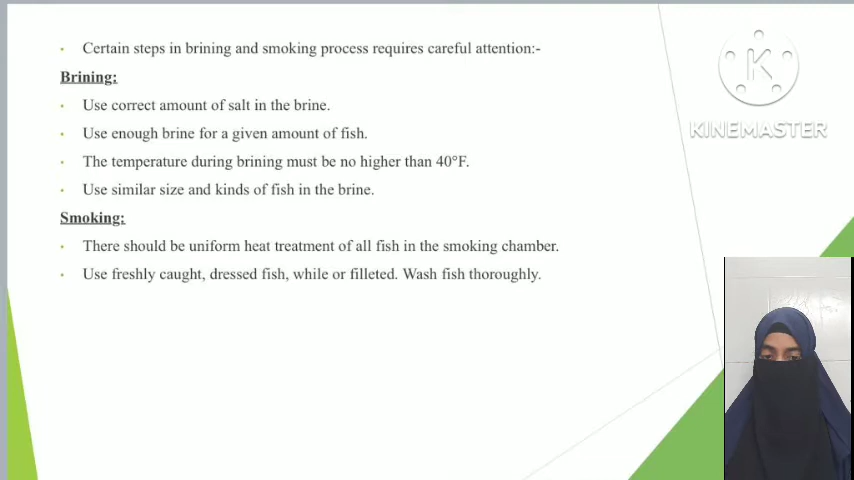 Certain steps in brining and smoking process requires careful attention:-
Brining:
Use correct amount of salt in the brine.
Use enough brine for a given amount of fish.
The temperature during brining must be no higher than 40°F.
Use similar size and kinds of fish in the brine.
Smoking:
There should be uniform heat treatment of all fish in the smoking chamber.
Use freshly caught, dressed fish, while or filleted. Wash fish thoroughly.
K
KINEMASTER